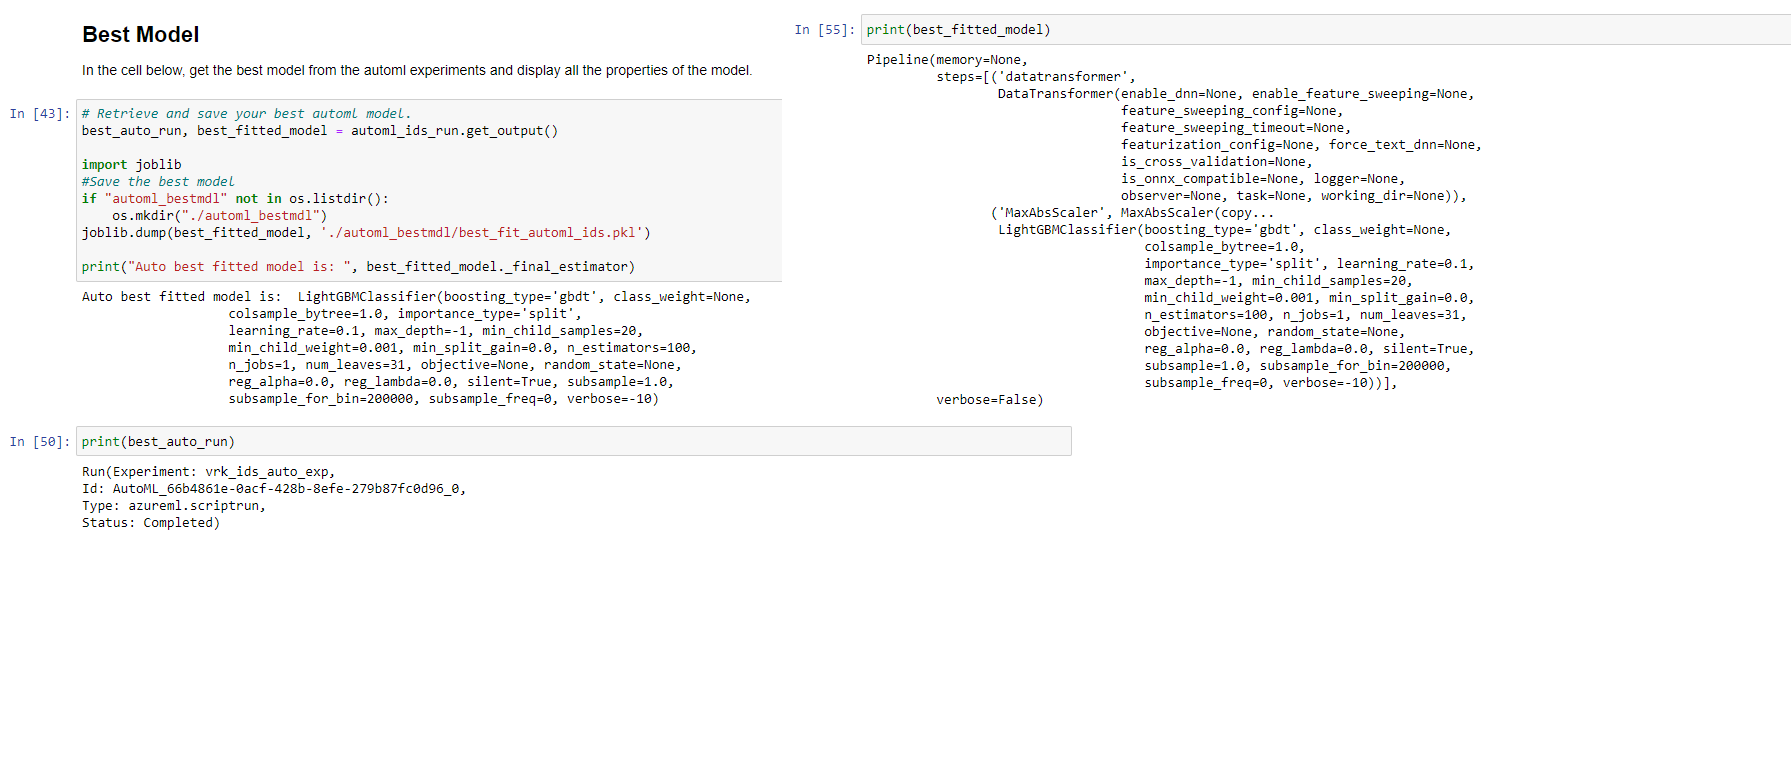 Best Model
In the cell below, get the best model from the automl experiments and display all the properties of the model.
In [43]:
# Retrieve and save your best automl model.
best_auto_run, best_fitted_model = automl_ids_run.get_output()
import joblib
#Save the best model
if "automl_bestmdl" not in os.listdir():
    os.mkdir("./automl_bestmdl")
joblib.dump(best_fitted_model, './automl_bestmdl/best_fit_automl_ids.pkl')
print("Auto best fitted model is: ", best_fitted_model._final_estimator)
Auto best fitted model is:  LightGBMClassifier(boosting_type='gbdt', class_weight=None,
                   colsample_bytree=1.0, importance_type='split',
                   learning_rate=0.1, max_depth=-1, min_child_samples=20,
                   min_child_weight=0.001, min_split_gain=0.0, n_estimators=100,
                   n_jobs=1, num_leaves=31, objective=None, random_state=None,
                   reg_alpha=0.0, reg_lambda=0.0, silent=True, subsample=1.0,
                   subsample_for_bin=200000, subsample_freq=0, verbose=-10)
In [50]:
print(best_auto_run)
Run(Experiment: vrk_ids_auto_exp,
Id: AutoML_66b4861e-0acf-428b-8efe-279b87fc0d96_0,
Type: azureml.scriptrun,
Status: Completed)
In [55]:
print(best_fitted_model)
Pipeline(memory=None,
         steps=[('datatransformer',
                 DataTransformer(enable_dnn=None, enable_feature_sweeping=None,
                                 feature_sweeping_config=None,
                                 feature_sweeping_timeout=None,
                                 featurization_config=None, force_text_dnn=None,
                                 is_cross_validation=None,
                                 is_onnx_compatible=None, logger=None,
                                 observer=None, task=None, working_dir=None)),
                ('MaxAbsScaler', MaxAbsScaler(copy...
                 LightGBMClassifier(boosting_type='gbdt', class_weight=None,
                                    colsample_bytree=1.0,
                                    importance_type='split', learning_rate=0.1,
                                    max_depth=-1, min_child_samples=20,
                                    min_child_weight=0.001, min_split_gain=0.0,
                                    n_estimators=100, n_jobs=1, num_leaves=31,
                                    objective=None, random_state=None,
                                    reg_alpha=0.0, reg_lambda=0.0, silent=True,
                                    subsample=1.0, subsample_for_bin=200000,
                                    subsample_freq=0, verbose=-10))],
         verbose=False)